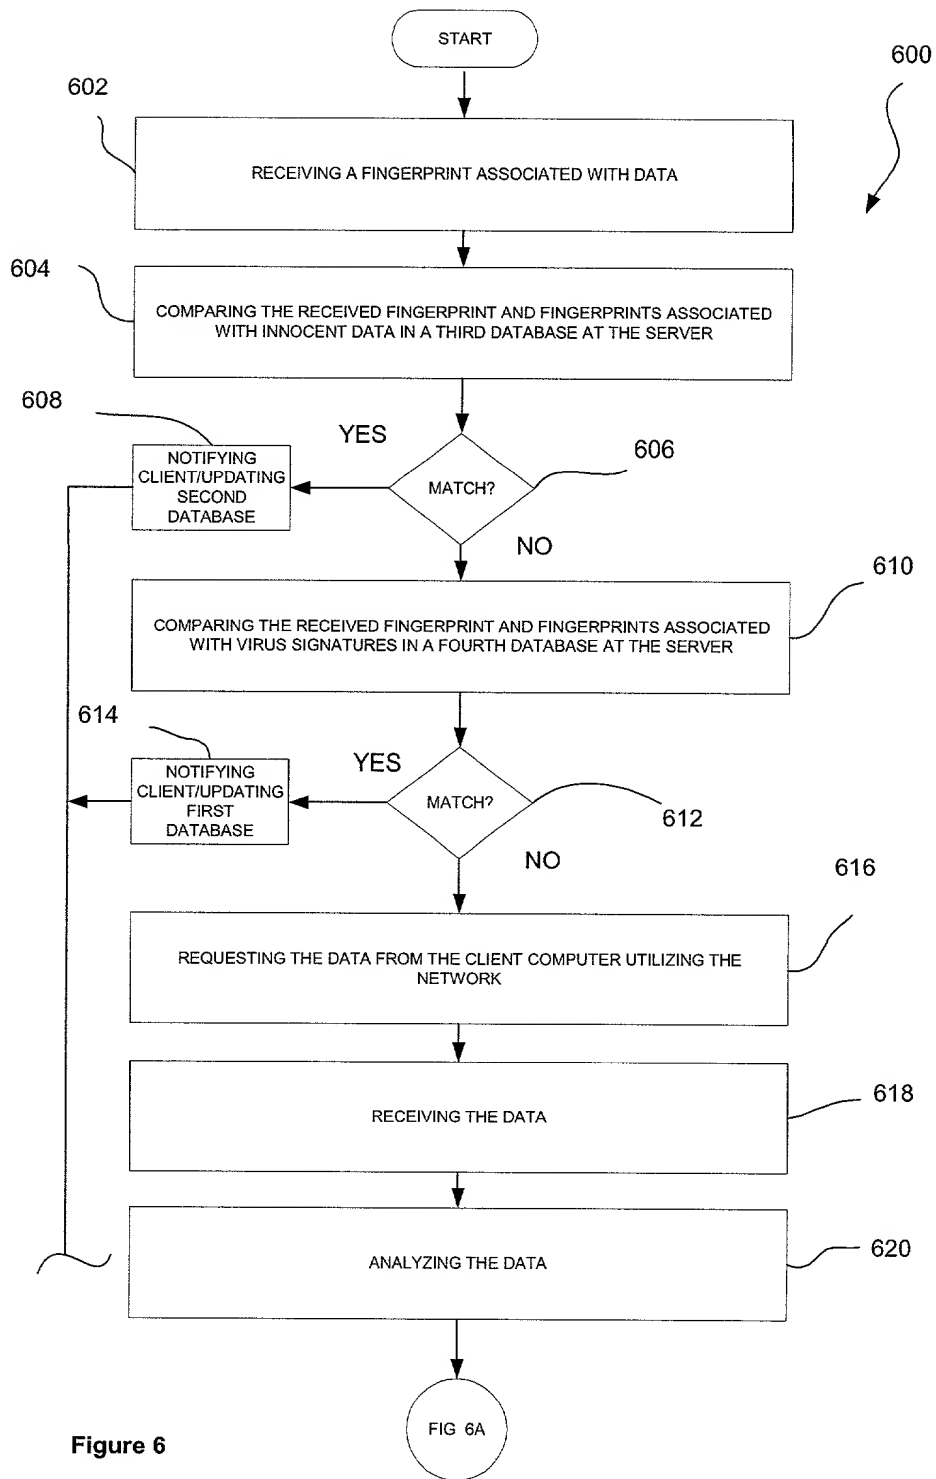 START
600
602
RECEIVING A FINGERPRINT ASSOCIATED WITH DATA
604
COMPARING THE RECEIVED FINGERPRINT AND FINGERPRINTS ASSOCIATED
WITH INNOCENT DATA IN A THIRD DATABASE AT THE SERVER
608
YES
606
NOTIFYING
CLIENT/UPDATING
SECOND
DATABASE
MATCH?
NO
610
COMPARING THE RECEIVED FINGERPRINT AND FINGERPRINTS ASSOCIATED
WITH VIRUS SIGNATURES IN A FOURTH DATABASE AT THE SERVER
614
YES
NOTIFYING
CLIENT/UPDATING
FIRST
DATABASE
MATCH?
612
NO
616
REQUESTING THE DATA FROM THE CLIENT COMPUTER UTILIZING THE
NETWORK
618
RECEIVING THE DATA
620
ANALYZING THE DATA
FIG 6A
Figure 6